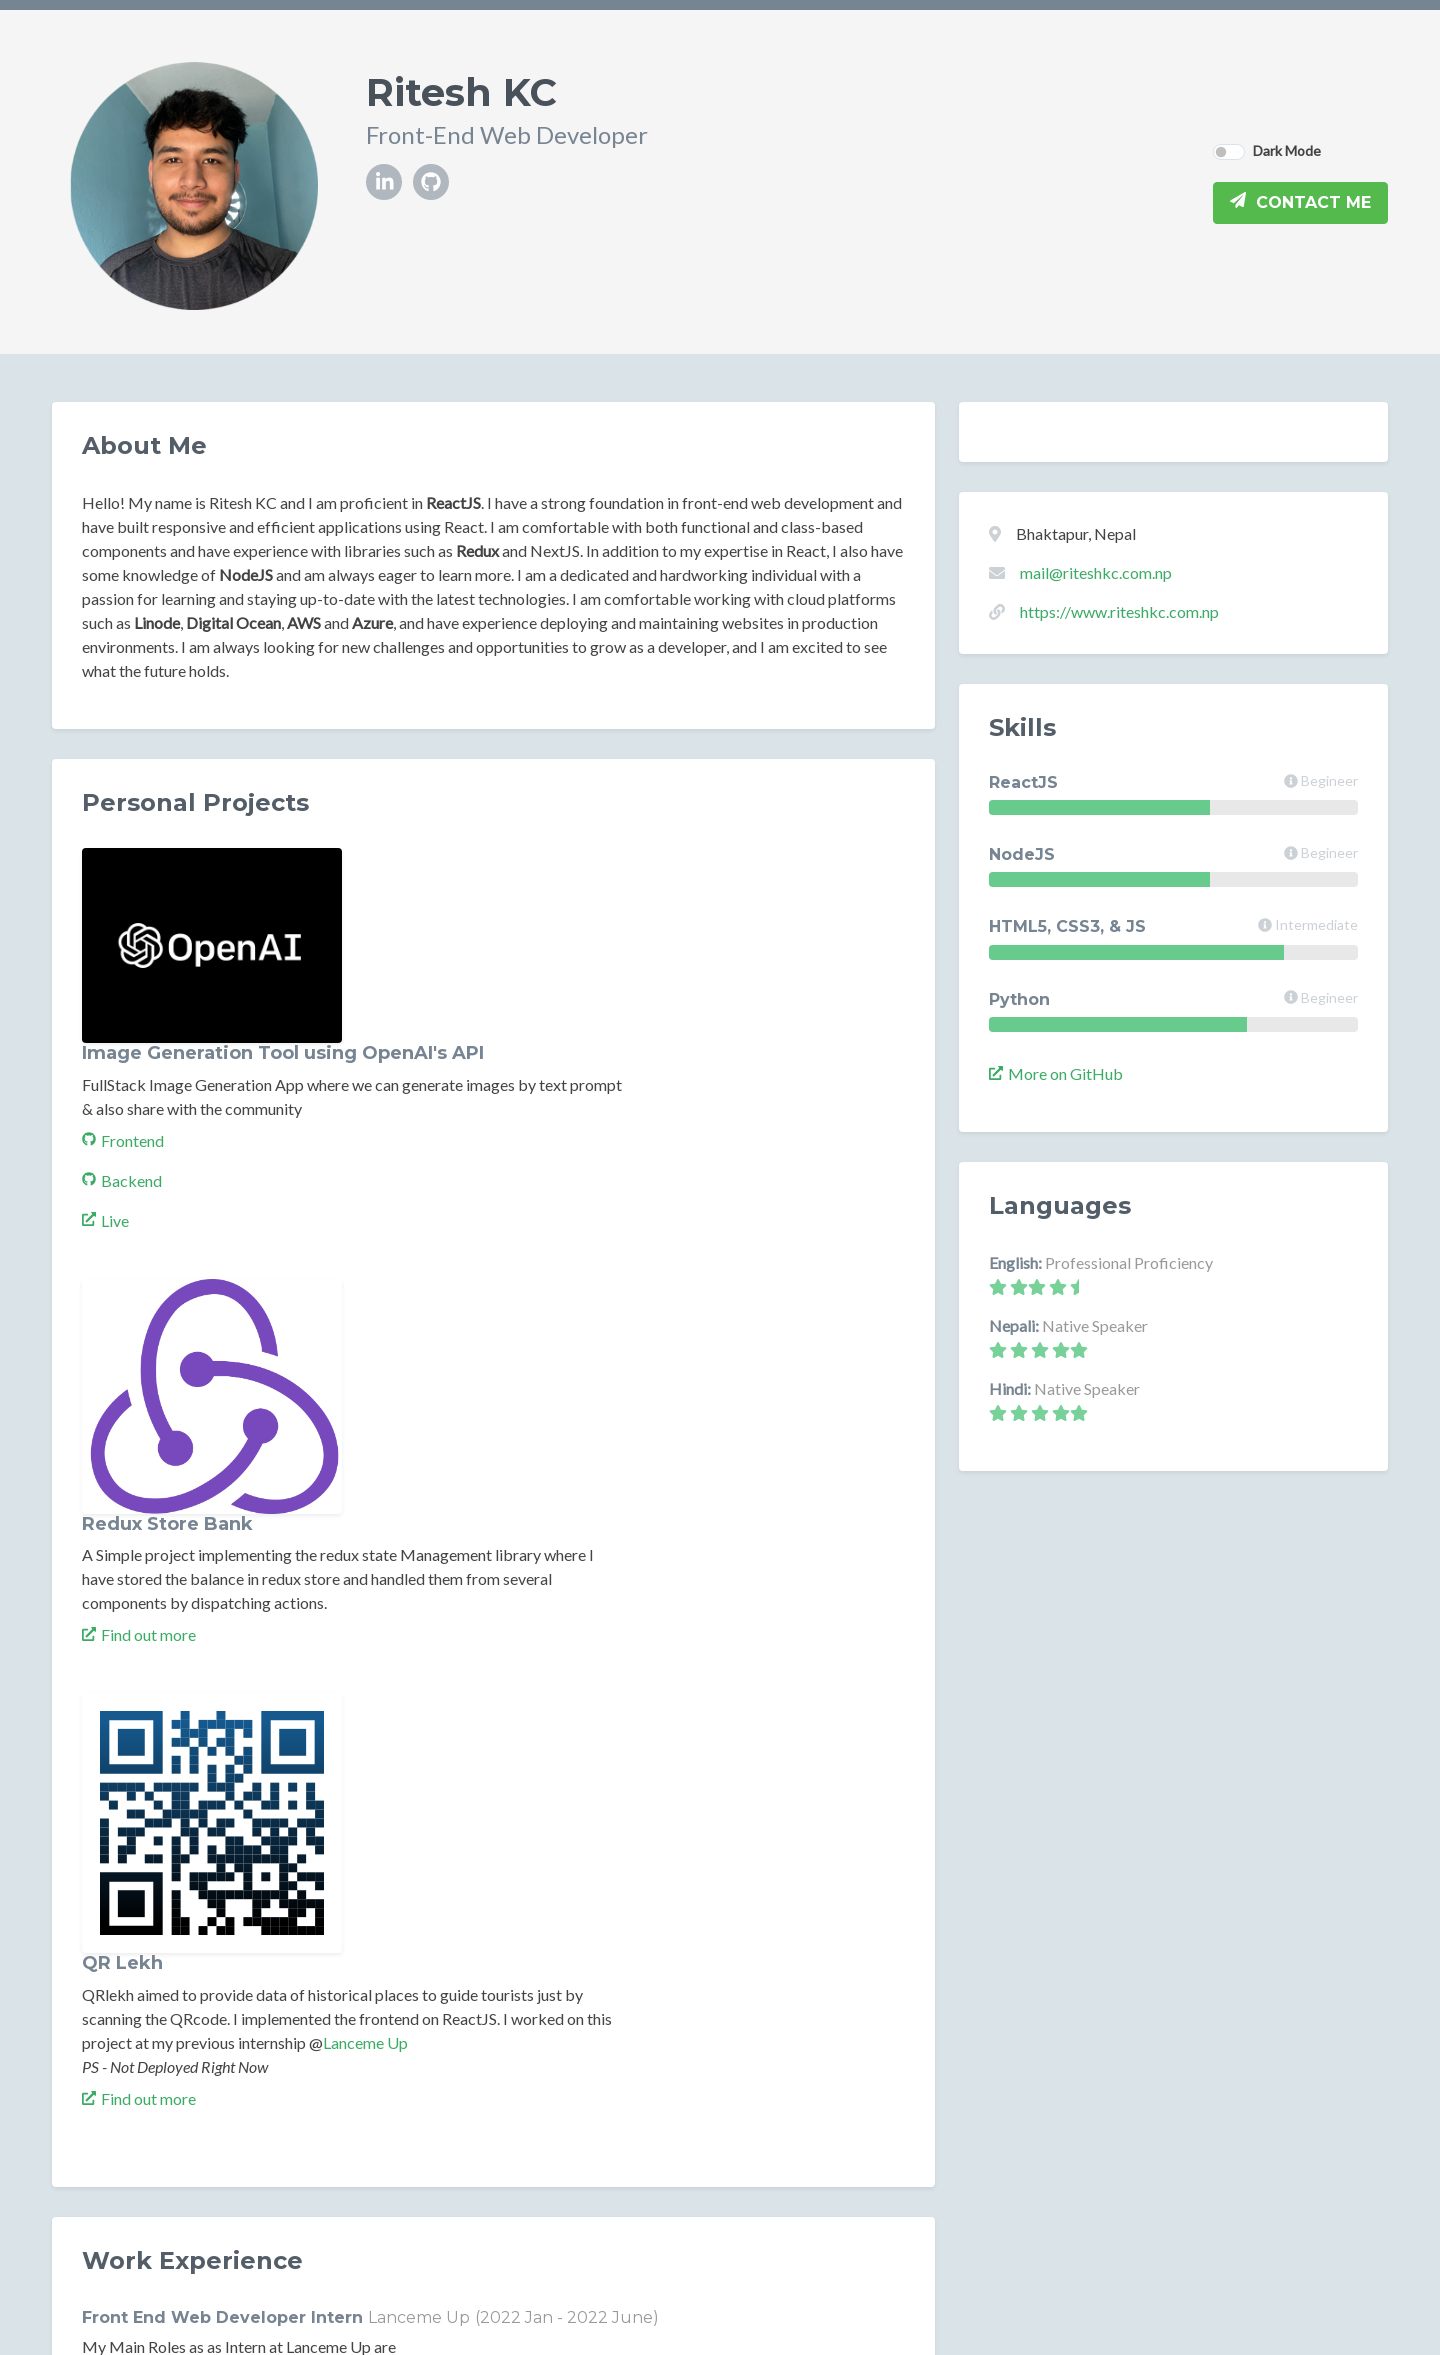 Ritesh KC
Front-End Web Developer
Dark Mode
CONTACT ME
About Me
Hello! My name is Ritesh KC and I am proficient in ReactJS. I have a strong foundation in front-end web development and
have built responsive and efficient applications using React. I am comfortable with both functional and class-based
components and have experience with libraries such as Redux and NextJS. In addition to my expertise in React, I also have
some knowledge of NodeJS and am always eager to learn more. I am a dedicated and hardworking individual with a
passion for learning and staying up-to-date with the latest technologies. I am comfortable working with cloud platforms
such as Linode, Digital Ocean, AWS and Azure, and have experience deploying and maintaining websites in production
environments. I am always looking for new challenges and opportunities to grow as a developer, and I am excited to see
what the future holds.
Personal Projects
OpenAI
Image Generation Tool using OpenAI's API
FullStack Image Generation App where we can generate images by text prompt
& also share with the community
Frontend
Backend
Live
Redux Store Bank
A Simple project implementing the redux state Management library where I
have stored the balance in redux store and handled them from several
components by dispatching actions.
Find out more
QR Lekh
QRlekh aimed to provide data of historical places to guide tourists just by
scanning the QRcode. I implemented the frontend on ReactJS. I worked on this
project at my previous internship @Lanceme Up
PS - Not Deployed Right Now
Find out more
Work Experience
Front End Web Developer Intern Lanceme Up (2022 Jan - 2022 June)
My Main Roles as as Intern at Lanceme Up are
Bhaktapur, Nepal
mail@riteshkc.com.np
https://www.riteshkc.com.np
Skills
ReactJS
Begineer
NodeJS
Begineer
HTML5, CSS3, & JS
Intermediate
Python
Begineer
More on GitHub
Languages
English: Professional Proficiency
Nepali: Native Speaker
Hindi: Native Speaker